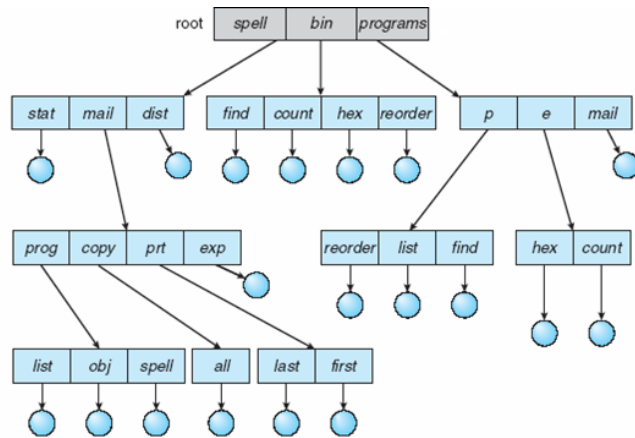 root spell bin programs
stat mail dist find count hex reorder p e mail
prog copy prt exp reorder list find hex count
list obj spell all last first